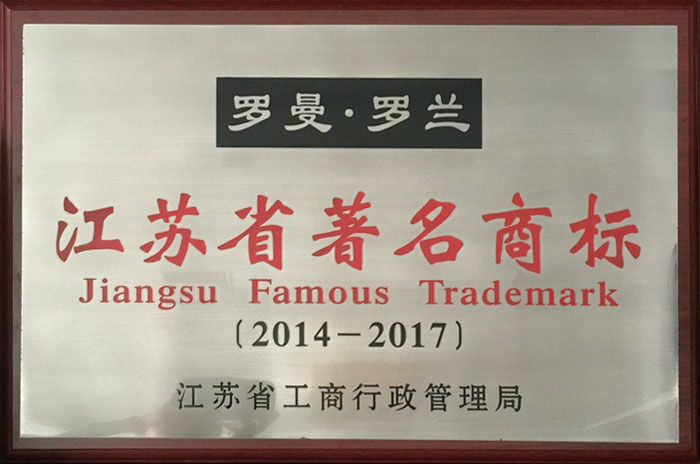 罗曼·罗兰
江苏省著名商标
Jiangsu Famous Trademark
(2014－2017)
江苏省工商行政管理局